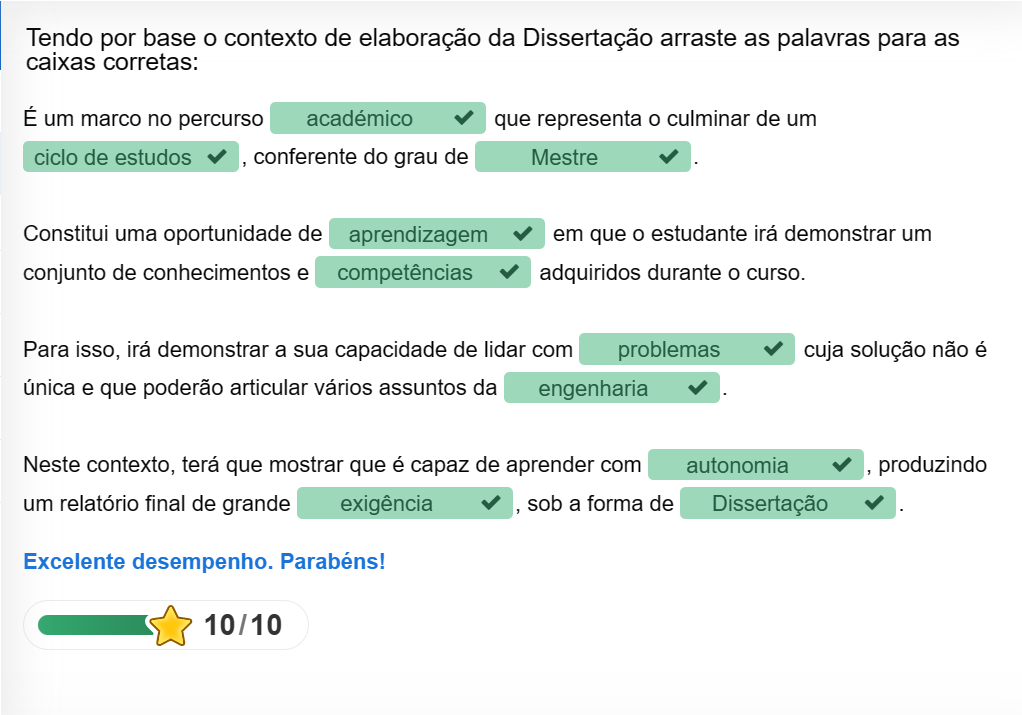 Tendo por base o contexto de elaboração da Dissertação arraste as palavras para as
caixas corretas:
É um marco no percurso académico que representa o culminar de um
ciclo de estudos , conferente do grau de Mestre .
Constitui uma oportunidade de aprendizagem em que o estudante irá demonstrar um
conjunto de conhecimentos e competências adquiridos durante o curso.
Para isso, irá demonstrar a sua capacidade de lidar com problemas cuja solução não é
única e que poderão articular vários assuntos da engenharia .
Neste contexto, terá que mostrar que é capaz de aprender com autonomia , produzindo
um relatório final de grande exigência , sob a forma de Dissertação .
Excelente desempenho. Parabéns!
10/10